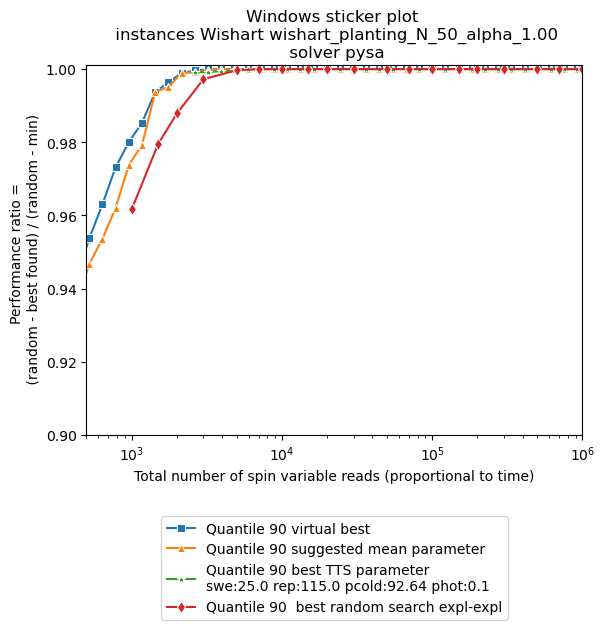 Windows sticker plot
instances Wishart wishart_planting_N_50_alpha_1.00
solver pysa
1.00
0.98
0.96
0.94
0.92
0.90
Performance ratio =
(random - best found) / (random - min)
10³ 10⁴ 10⁵ 10⁶
Total number of spin variable reads (proportional to time)
Quantile 90 virtual best
Quantile 90 suggested mean parameter
Quantile 90 best TTS parameter
swe:25.0 rep:115.0 pcold:92.64 phot:0.1
Quantile 90  best random search expl-expl